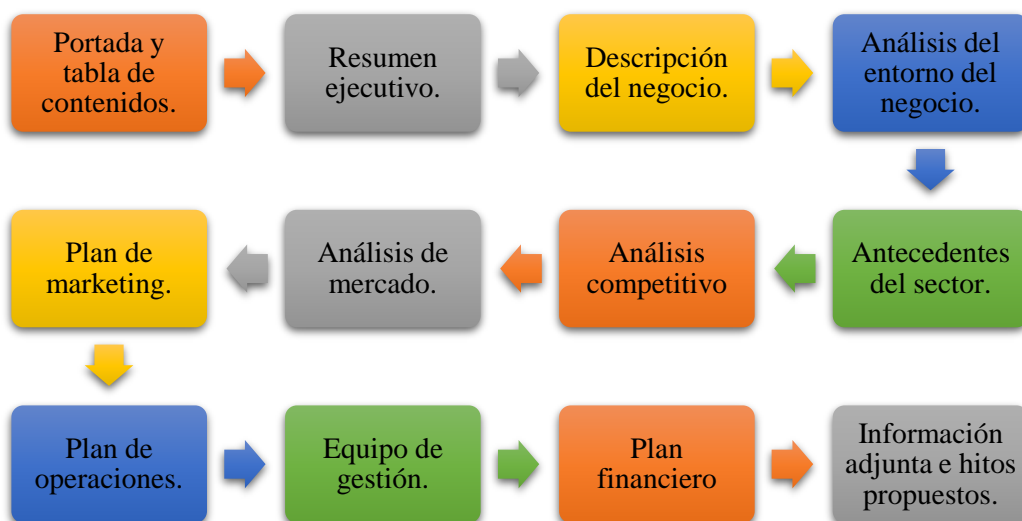 Portada y
tabla de
contenidos.
Resumen
ejecutivo.
Descripción
del negocio.
Análisis del
entorno del
negocio.
Antecedentes
del sector.
Análisis
competitivo
Análisis de
mercado.
Plan de
marketing.
Plan de
operaciones.
Equipo de
gestión.
Plan
financiero
Información
adjunta e hitos
propuestos.